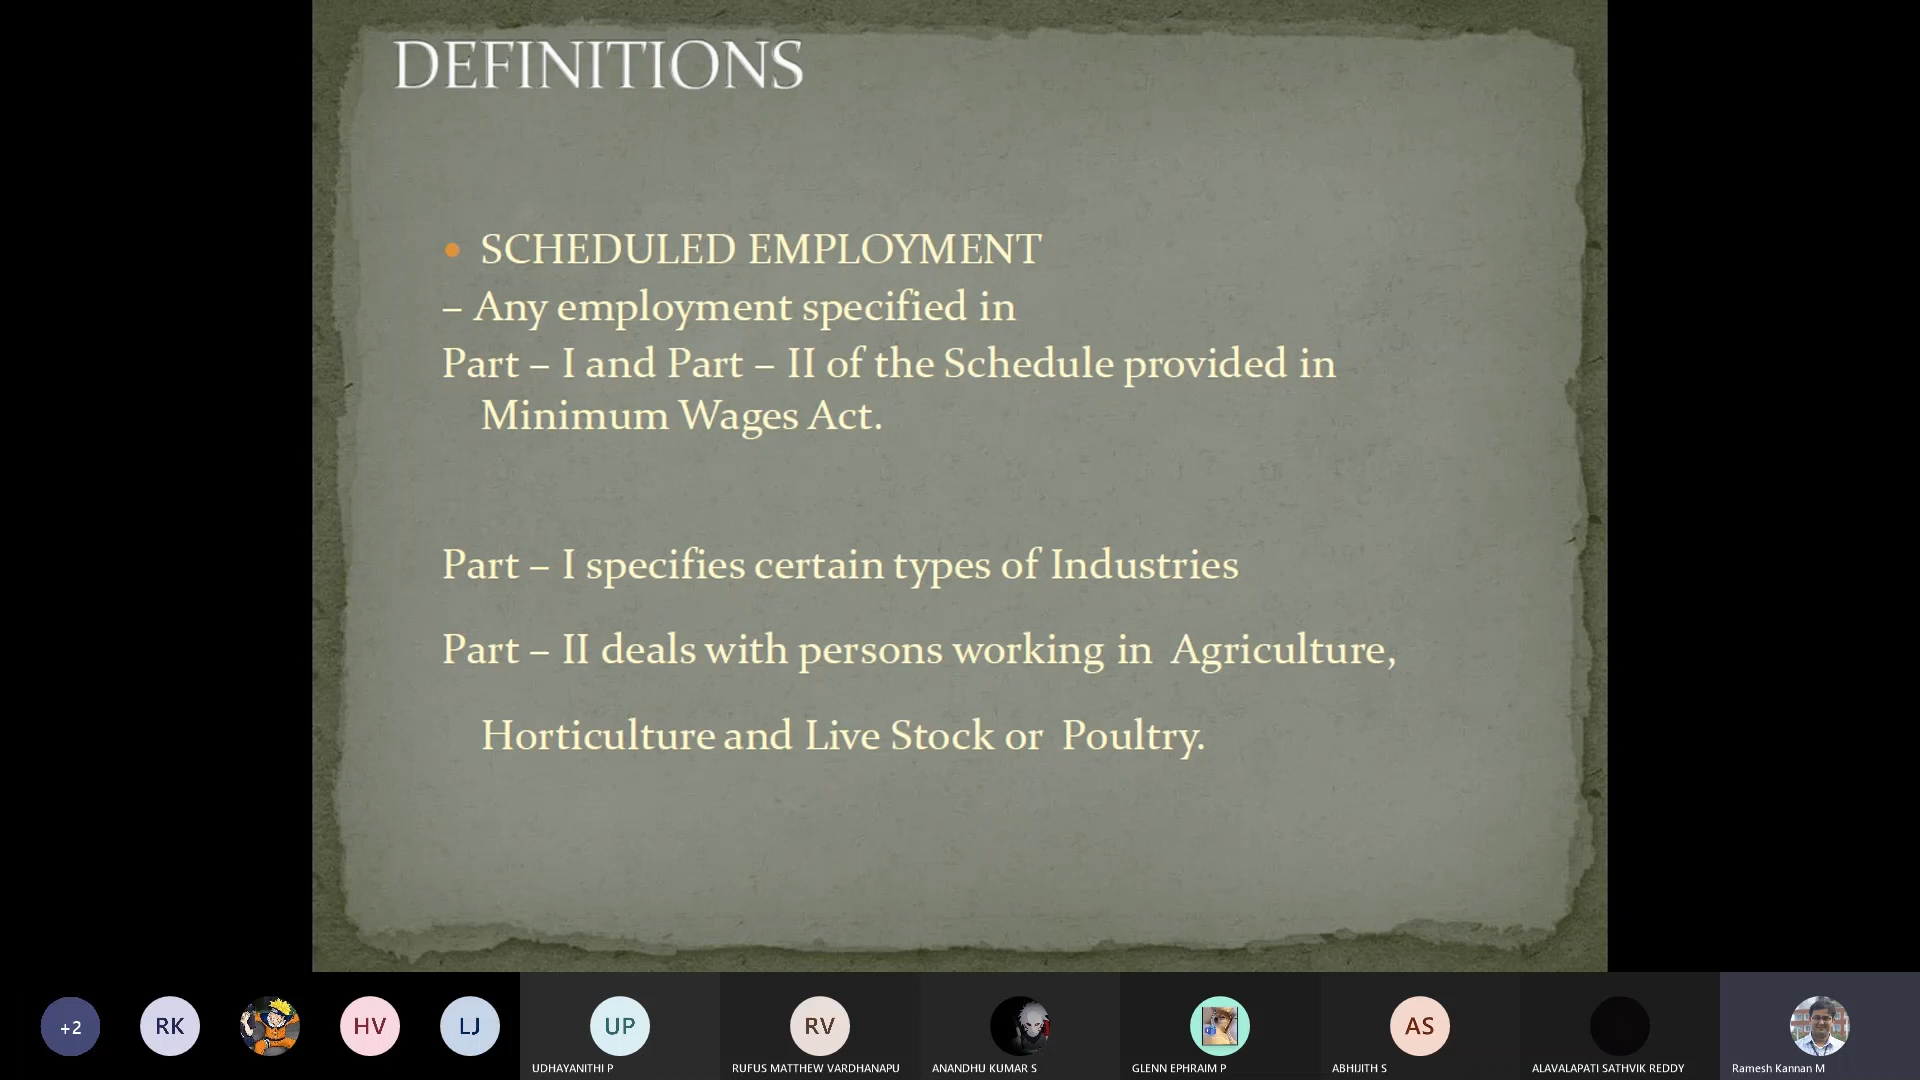 DEFINITIONS
• SCHEDULED EMPLOYMENT
– Any employment specified in
Part – I and Part – II of the Schedule provided in
Minimum Wages Act.
Part – I specifies certain types of Industries
Part – II deals with persons working in Agriculture,
Horticulture and Live Stock or Poultry.
+2 RK HV LJ UP RV AS
UDHAYANITHI P RUFUS MATTHEW VARDHANAPU ANANDHU KUMAR S GLENN EPHRAIM P ABHIJITH S ALAVALAPATI SATHVIK REDDY Ramesh Kannan M